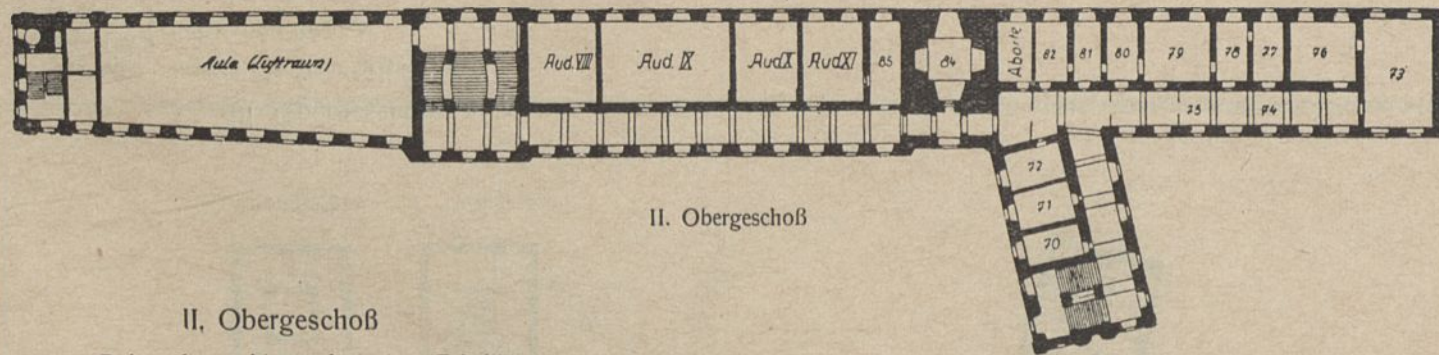 Aula (Luftraum)
Aud. VIII
Aud. IX
Aud X
Aud XI
85
84
Aborte
82
81
80
79
78
77
76
73
75
74
72
71
70
II. Obergeschoß
II. Obergeschoß